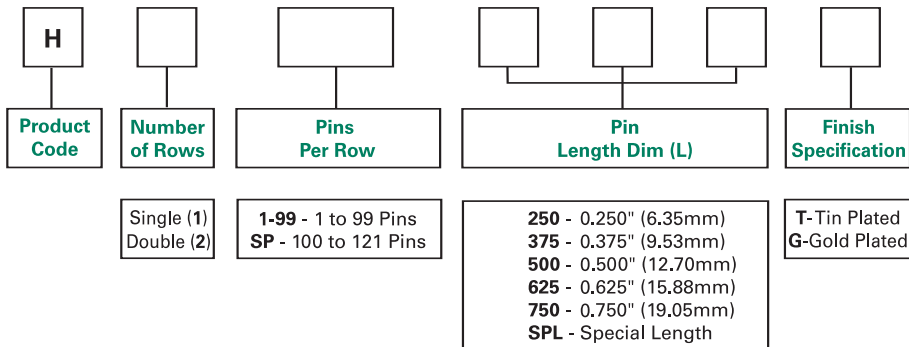 H
Product
Code
Number
of Rows
Pins
Per Row
Pin
Length Dim (L)
Finish
Specification
Single (1)
Double (2)
1-99 - 1 to 99 Pins
SP - 100 to 121 Pins
250 - 0.250" (6.35mm)
375 - 0.375" (9.53mm)
500 - 0.500" (12.70mm)
625 - 0.625" (15.88mm)
750 - 0.750" (19.05mm)
SPL - Special Length
T-Tin Plated
G-Gold Plated